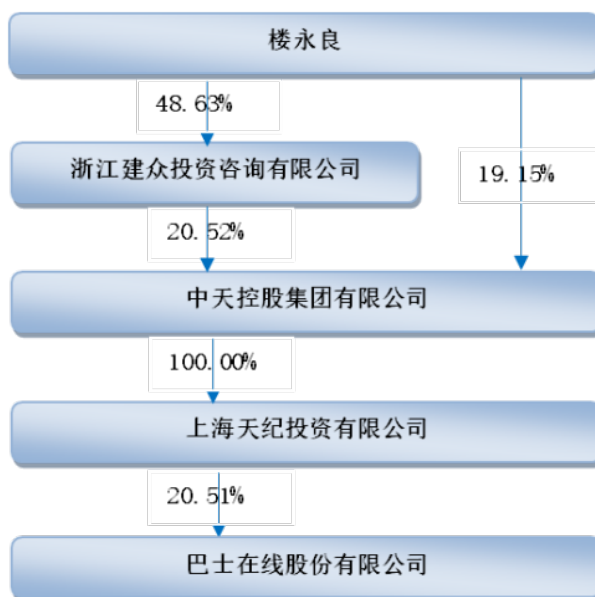 楼永良
48.63%
浙江建众投资咨询有限公司
19.15%
20.52%
中天控股集团有限公司
100.00%
上海天纪投资有限公司
20.51%
巴士在线股份有限公司